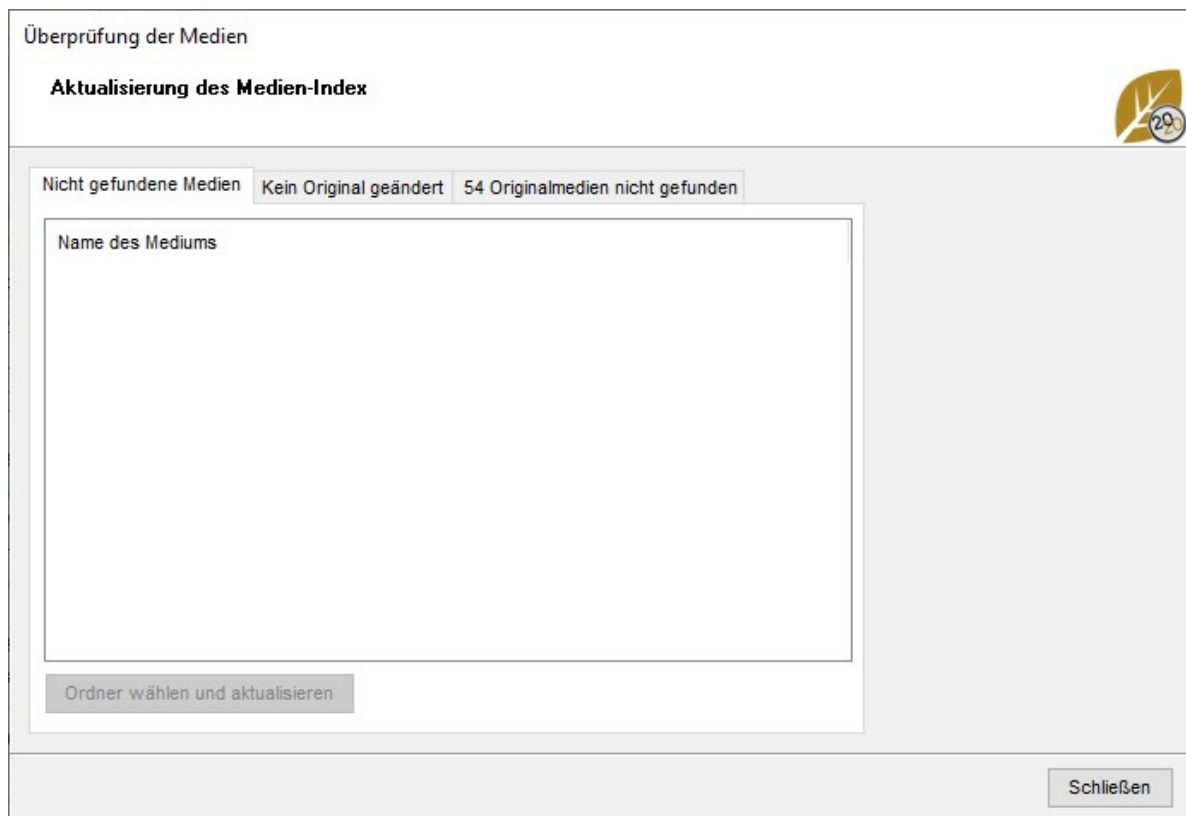 Überprüfung der Medien
Aktualisierung des Medien-Index
2020
Nicht gefundene Medien
Kein Original geändert
54 Originalmedien nicht gefunden
Name des Mediums
Ordner wählen und aktualisieren
Schließen